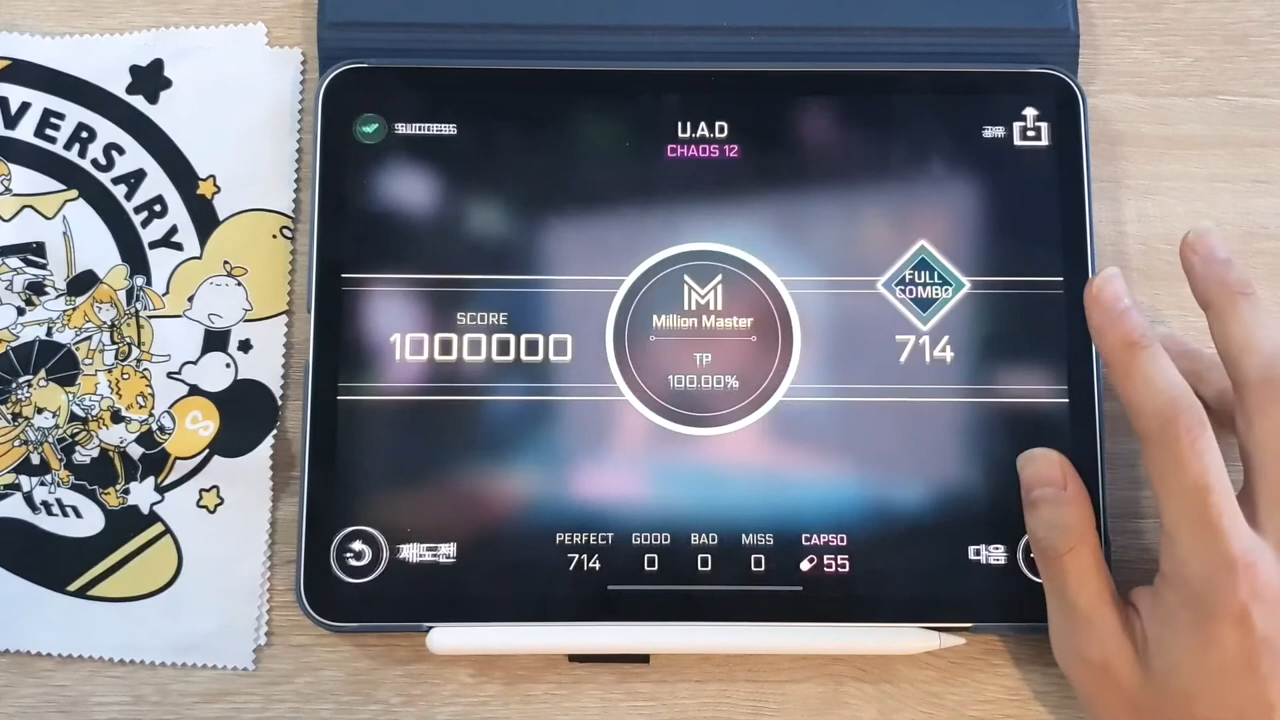 VERSARY
th
SUCCESS
U.A.D
CHAOS 12
공유
SCORE
1000000
Million Master
TP
100.00%
FULL
COMBO
714
재도전
PERFECT GOOD BAD MISS CAPSO
714 0 0 0 55
다음